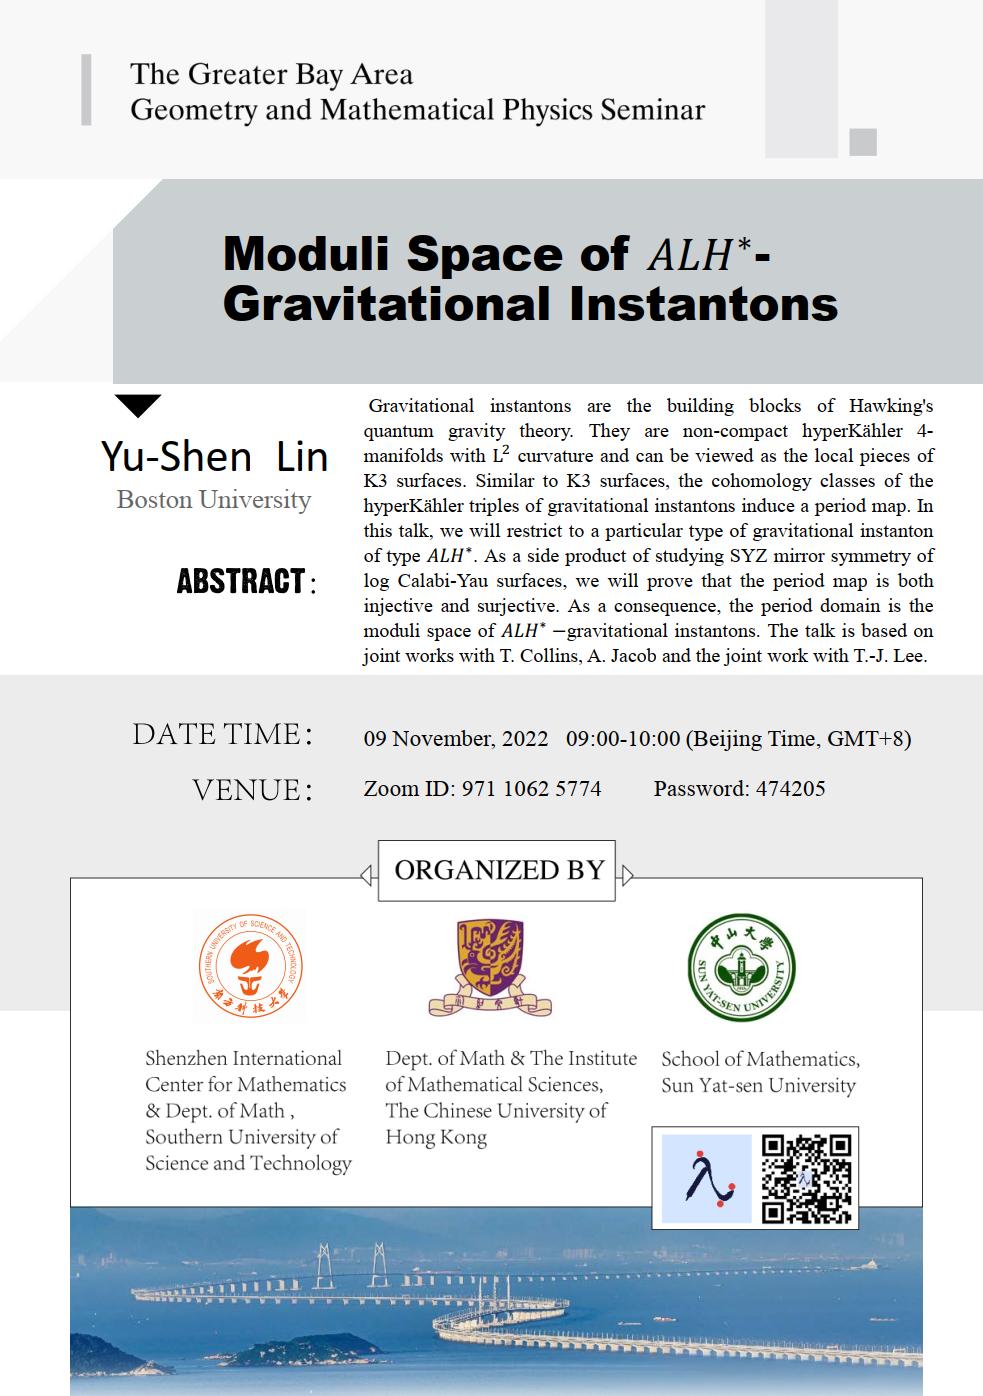 The Greater Bay Area
Geometry and Mathematical Physics Seminar
Moduli Space of ALH*-
Gravitational Instantons
Yu-Shen Lin
Boston University
ABSTRACT:
Gravitational instantons are the building blocks of Hawking's
quantum gravity theory. They are non-compact hyperKähler 4-
manifolds with L² curvature and can be viewed as the local pieces of
K3 surfaces. Similar to K3 surfaces, the cohomology classes of the
hyperKähler triples of gravitational instantons induce a period map. In
this talk, we will restrict to a particular type of gravitational instanton
of type ALH*. As a side product of studying SYZ mirror symmetry of
log Calabi-Yau surfaces, we will prove that the period map is both
injective and surjective. As a consequence, the period domain is the
moduli space of ALH* −gravitational instantons. The talk is based on
joint works with T. Collins, A. Jacob and the joint work with T.-J. Lee.
DATE TIME: 09 November, 2022 09:00-10:00 (Beijing Time, GMT+8)
VENUE: Zoom ID: 971 1062 5774 Password: 474205
ORGANIZED BY
SOUTHERN UNIVERSITY OF SCIENCE AND TECHNOLOGY
南方科技大学
中山大学
SUN YAT-SEN UNIVERSITY
Shenzhen International
Center for Mathematics
& Dept. of Math ,
Southern University of
Science and Technology
Dept. of Math & The Institute
of Mathematical Sciences,
The Chinese University of
Hong Kong
School of Mathematics,
Sun Yat-sen University